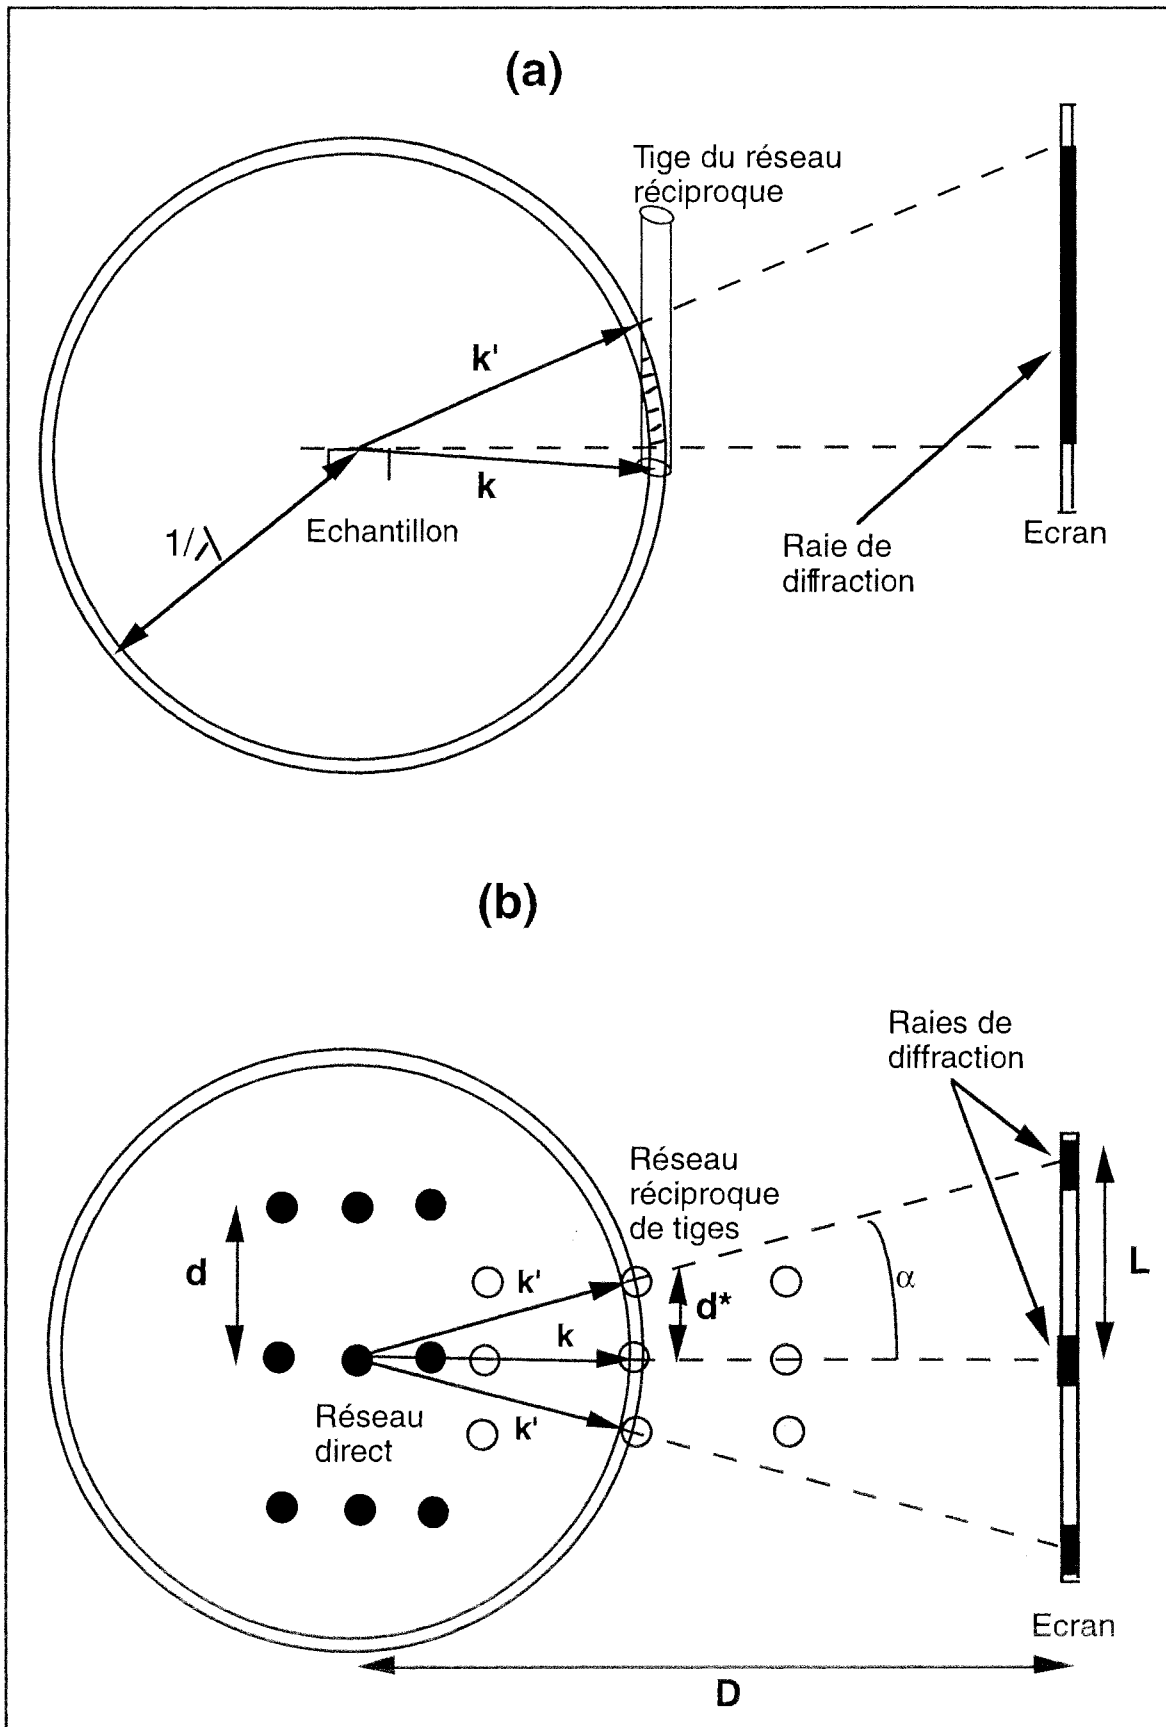 (a)
Tige du réseau
réciproque
k'
k
1/λ
Echantillon
Raie de
diffraction
Ecran
(b)
Raies de
diffraction
Réseau
réciproque
de tiges
d
k'
d*
α
L
k
Réseau
direct
k'
Ecran
D